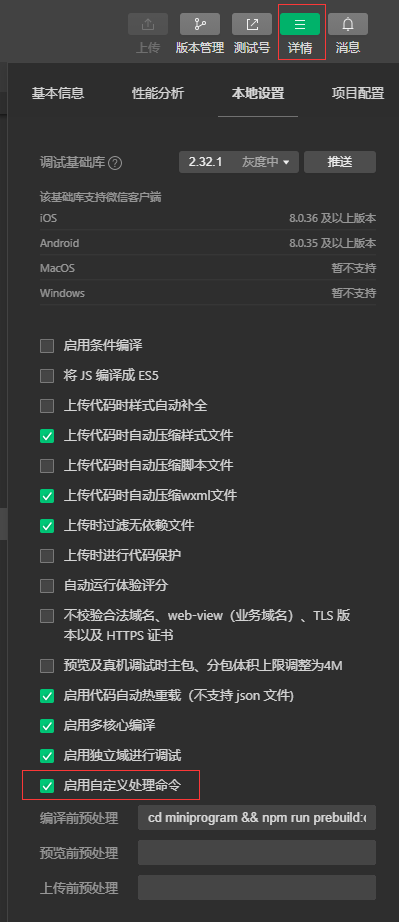 上传 版本管理 测试号 详情 消息
基本信息 性能分析 本地设置 项目配置
调试基础库 ? 2.32.1 灰度中 推送
该基础库支持微信客户端
iOS 8.0.36 及以上版本
Android 8.0.35 及以上版本
MacOS 暂不支持
Windows 暂不支持
启用条件编译
将 JS 编译成 ES5
上传代码时样式自动补全
上传代码时自动压缩样式文件
上传代码时自动压缩脚本文件
上传代码时自动压缩wxml文件
上传时过滤无依赖文件
上传时进行代码保护
自动运行体验评分
不校验合法域名、web-view（业务域名）、TLS 版
本以及 HTTPS 证书
预览及真机调试时主包、分包体积上限调整为4M
启用代码自动热重载（不支持 json 文件)
启用多核心编译
启用独立域进行调试
启用自定义处理命令
编译前预处理 cd miniprogram && npm run prebuild:
预览前预处理
上传前预处理